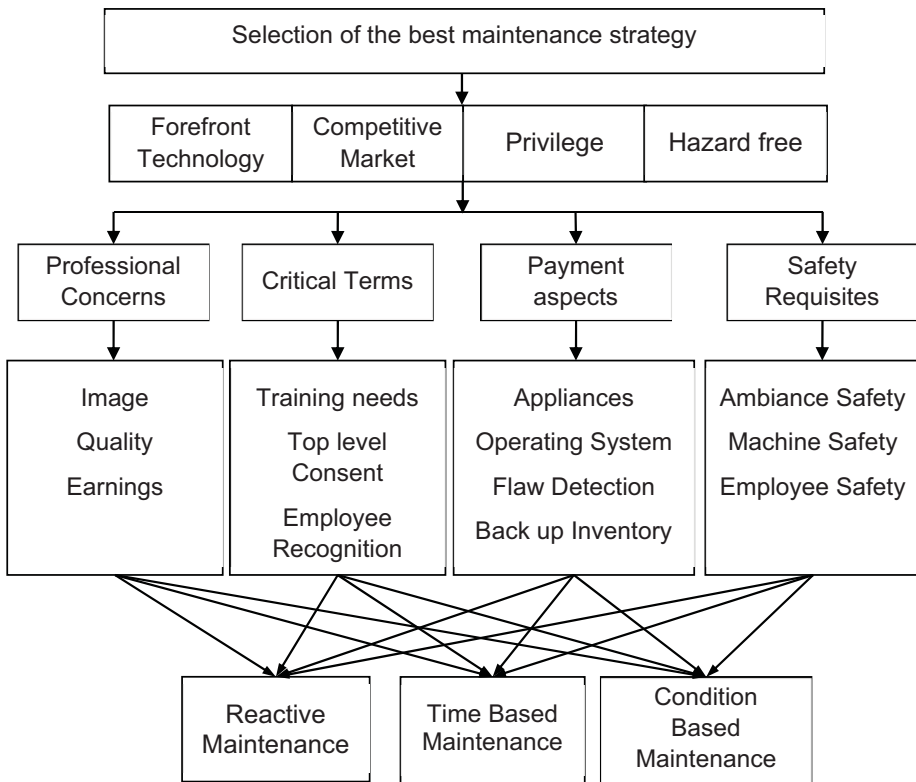 Selection of the best maintenance strategy
Forefront
Technology
Competitive
Market
Privilege
Hazard free
Professional
Concerns
Critical Terms
Payment
aspects
Safety
Requisites
Image
Quality
Earnings
Training needs
Top level
Consent
Employee
Recognition
Appliances
Operating System
Flaw Detection
Back up Inventory
Ambiance Safety
Machine Safety
Employee Safety
Reactive
Maintenance
Time Based
Maintenance
Condition
Based
Maintenance